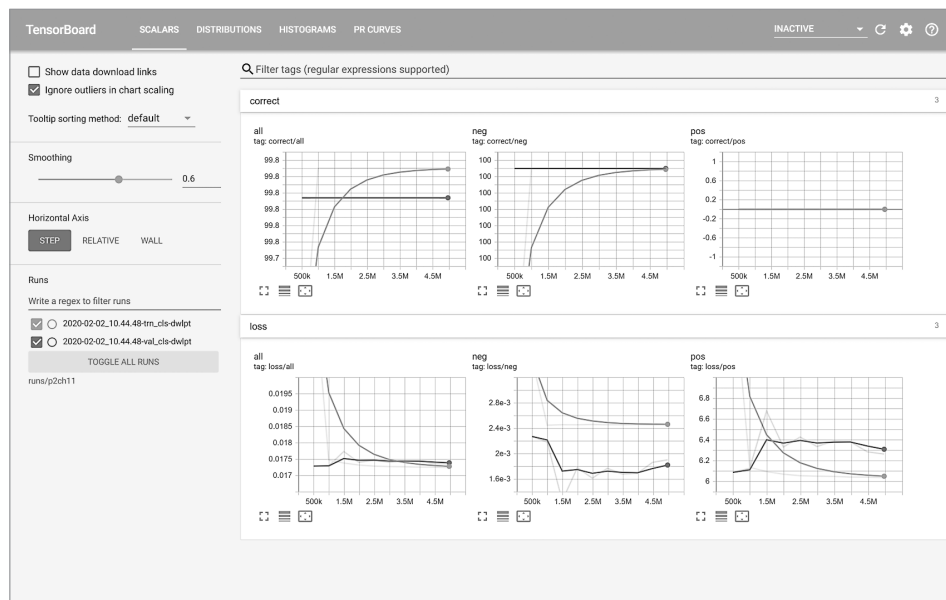 TensorBoard SCALARS DISTRIBUTIONS HISTOGRAMS PR CURVES INACTIVE
Show data download links
Ignore outliers in chart scaling
Tooltip sorting method: default
Smoothing
0.6
Horizontal Axis
STEP RELATIVE WALL
Runs
Write a regex to filter runs
2020-02-02_10.44.48-trn_cls-dwlpt
2020-02-02_10.44.48-val_cls-dwlpt
TOGGLE ALL RUNS
runs/p2ch11
Filter tags (regular expressions supported)
correct 3
all
tag: correct/all
99.8
99.8
99.8
99.8
99.8
99.8
99.7
500k 1.5M 2.5M 3.5M 4.5M
neg
tag: correct/neg
100
100
100
100
100
100
100
500k 1.5M 2.5M 3.5M 4.5M
pos
tag: correct/pos
1
0.6
0.2
-0.2
-0.6
-1
500k 1.5M 2.5M 3.5M 4.5M
loss 3
all
tag: loss/all
0.0195
0.019
0.0185
0.018
0.0175
0.017
500k 1.5M 2.5M 3.5M 4.5M
neg
tag: loss/neg
2.8e-3
2.4e-3
2e-3
1.6e-3
500k 1.5M 2.5M 3.5M 4.5M
pos
tag: loss/pos
6.8
6.6
6.4
6.2
6
500k 1.5M 2.5M 3.5M 4.5M